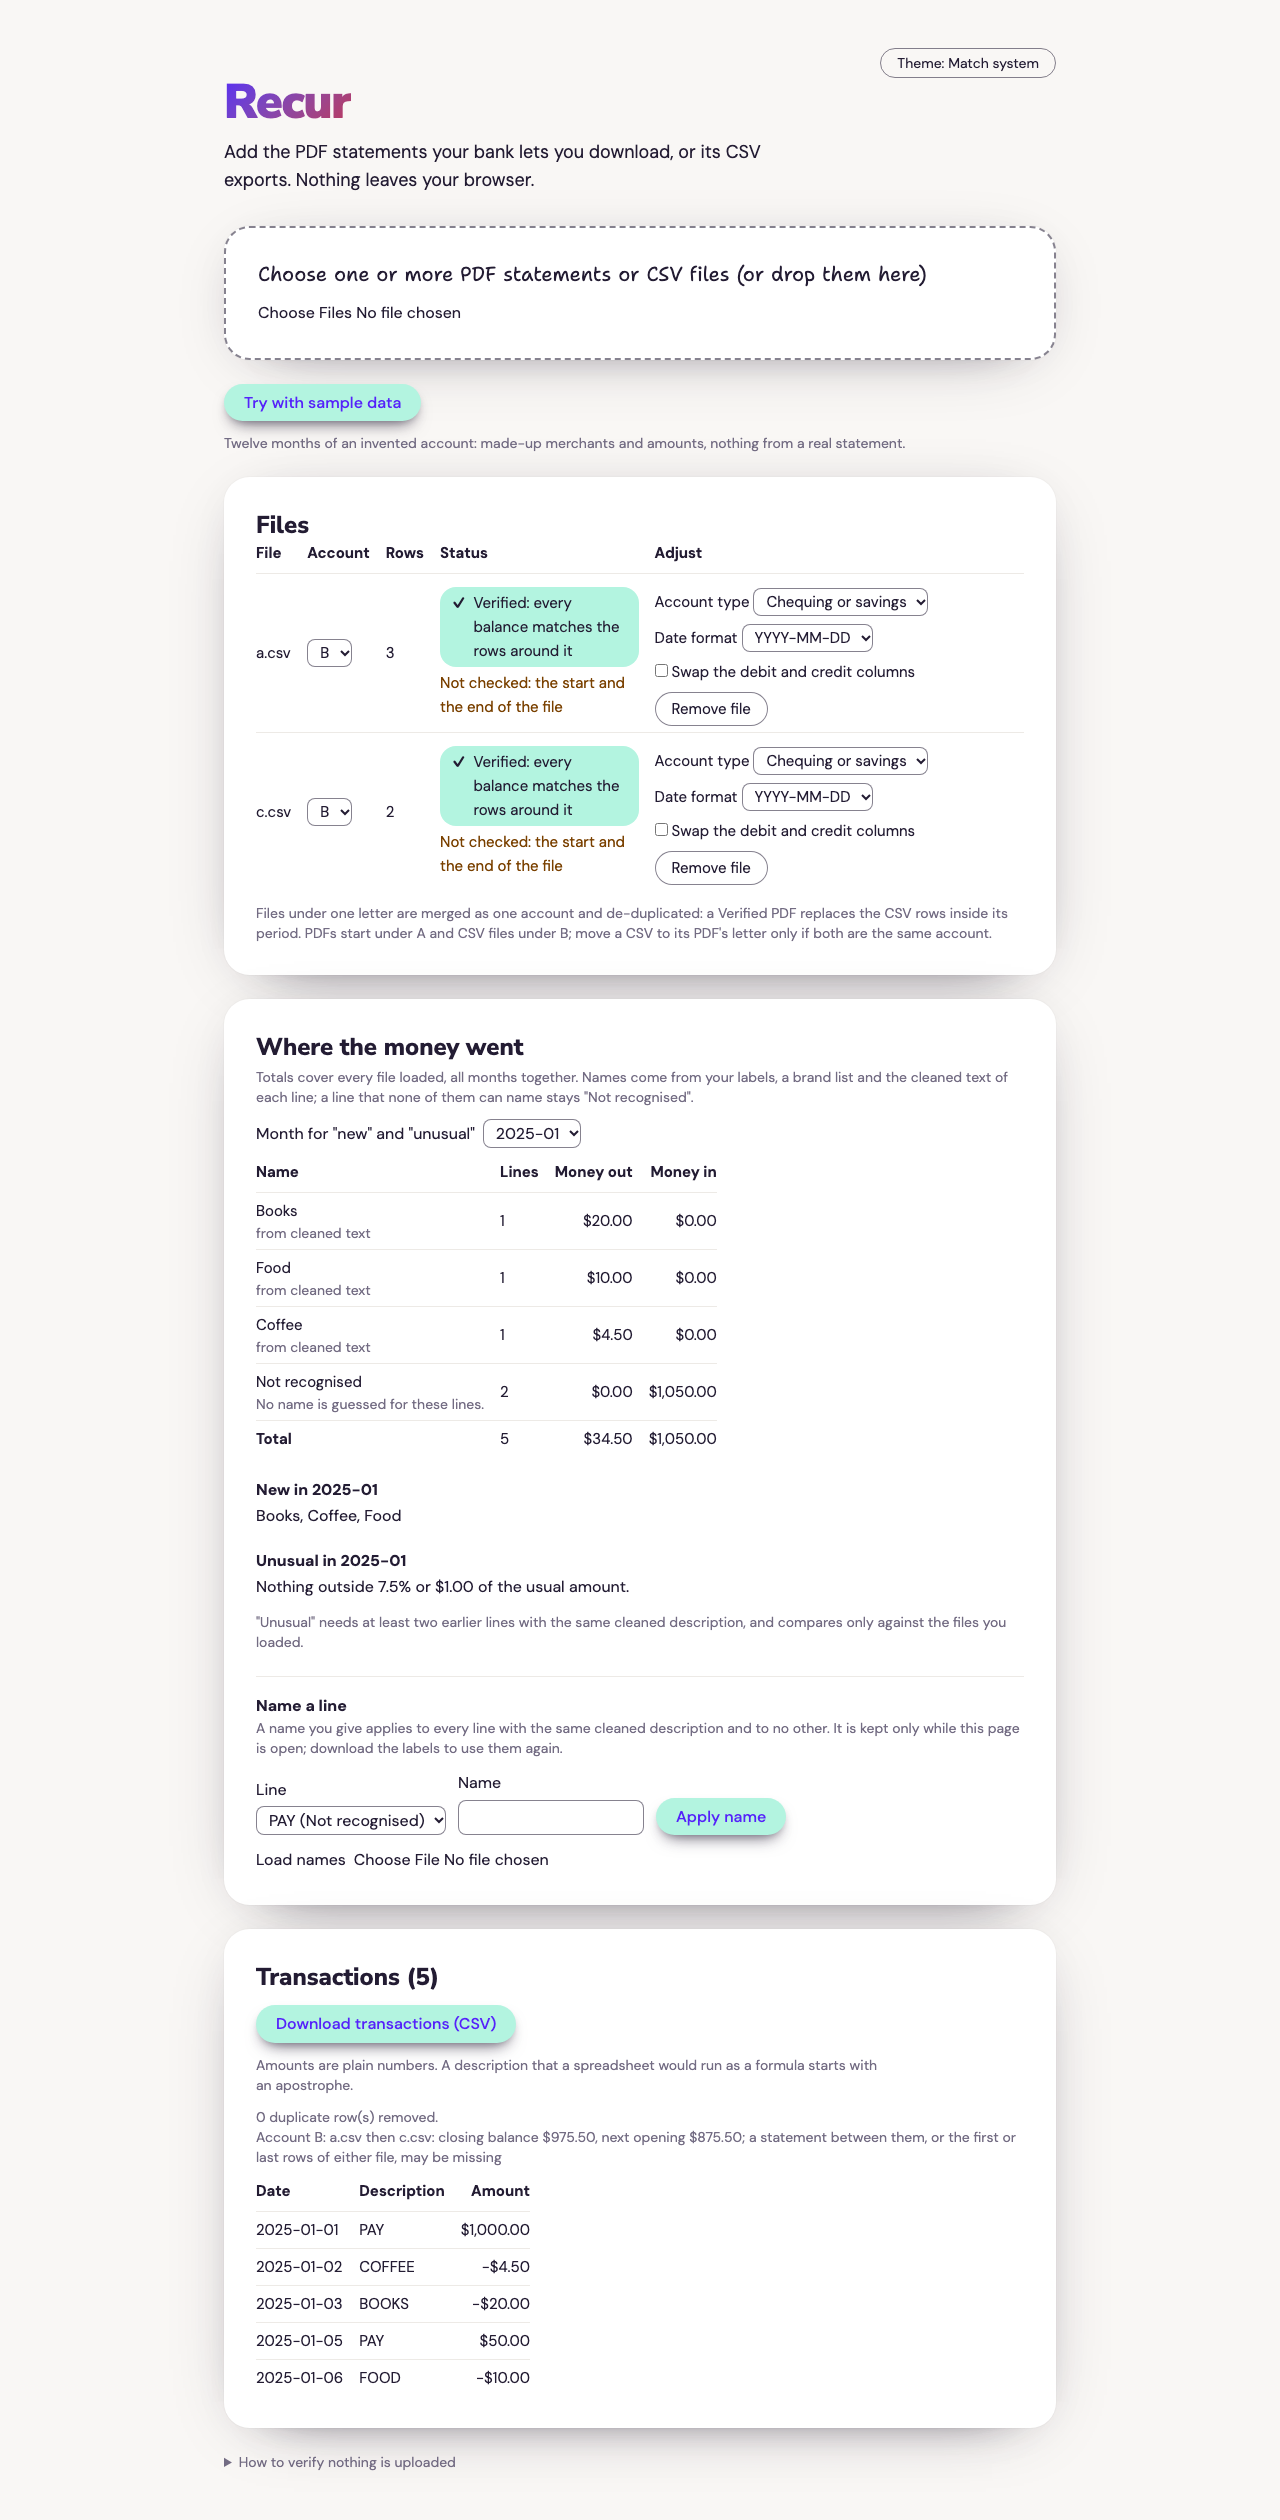 Theme: Match system
Recur
Add the PDF statements your bank lets you download, or its CSV
exports. Nothing leaves your browser.
Choose one or more PDF statements or CSV files (or drop them here)
Choose Files No file chosen
Try with sample data
Twelve months of an invented account: made-up merchants and amounts, nothing from a real statement.
Files
File Account Rows Status Adjust
a.csv B 3
✔ Verified: every
balance matches the
rows around it
Not checked: the start and
the end of the file
Account type Chequing or savings
Date format YYYY-MM-DD
Swap the debit and credit columns
Remove file
c.csv B 2
✔ Verified: every
balance matches the
rows around it
Not checked: the start and
the end of the file
Account type Chequing or savings
Date format YYYY-MM-DD
Swap the debit and credit columns
Remove file
Files under one letter are merged as one account and de-duplicated: a Verified PDF replaces the CSV rows inside its
period. PDFs start under A and CSV files under B; move a CSV to its PDF's letter only if both are the same account.
Where the money went
Totals cover every file loaded, all months together. Names come from your labels, a brand list and the cleaned text of
each line; a line that none of them can name stays "Not recognised".
Month for "new" and "unusual" 2025-01
Name Lines Money out Money in
Books
from cleaned text
1 $20.00 $0.00
Food
from cleaned text
1 $10.00 $0.00
Coffee
from cleaned text
1 $4.50 $0.00
Not recognised
No name is guessed for these lines.
2 $0.00 $1,050.00
Total 5 $34.50 $1,050.00
New in 2025-01
Books, Coffee, Food
Unusual in 2025-01
Nothing outside 7.5% or $1.00 of the usual amount.
"Unusual" needs at least two earlier lines with the same cleaned description, and compares only against the files you
loaded.
Name a line
A name you give applies to every line with the same cleaned description and to no other. It is kept only while this page
is open; download the labels to use them again.
Line
PAY (Not recognised)
Name
Apply name
Load names Choose File No file chosen
Transactions (5)
Download transactions (CSV)
Amounts are plain numbers. A description that a spreadsheet would run as a formula starts with
an apostrophe.
0 duplicate row(s) removed.
Account B: a.csv then c.csv: closing balance $975.50, next opening $875.50; a statement between them, or the first or
last rows of either file, may be missing
Date Description Amount
2025-01-01 PAY $1,000.00
2025-01-02 COFFEE -$4.50
2025-01-03 BOOKS -$20.00
2025-01-05 PAY $50.00
2025-01-06 FOOD -$10.00
How to verify nothing is uploaded